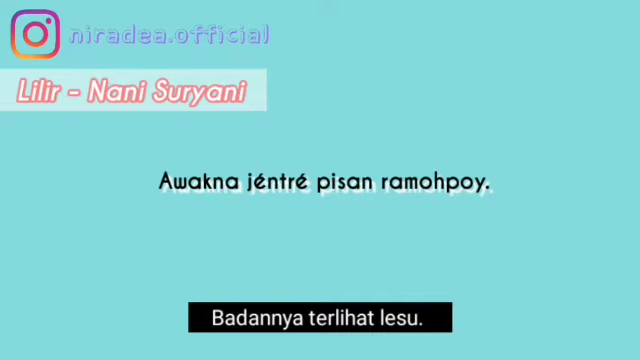 niradea.official
Lilir - Nani Suryani
Awakna jéntré pisan ramohpoy.
Badannya terlihat lesu.